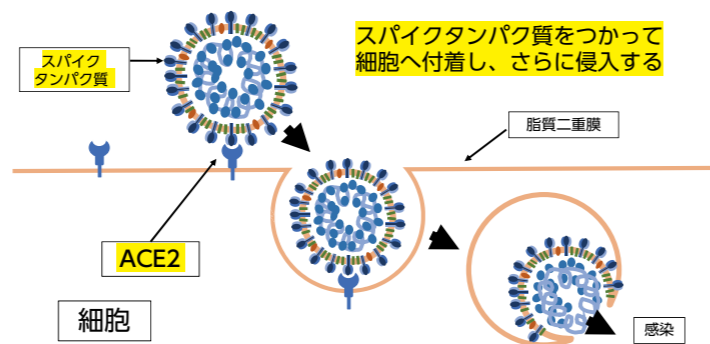 スパイクタンパク質をつかって
細胞へ付着し、さらに侵入する
スパイク
タンパク質
脂質二重膜
ACE2
細胞
感染